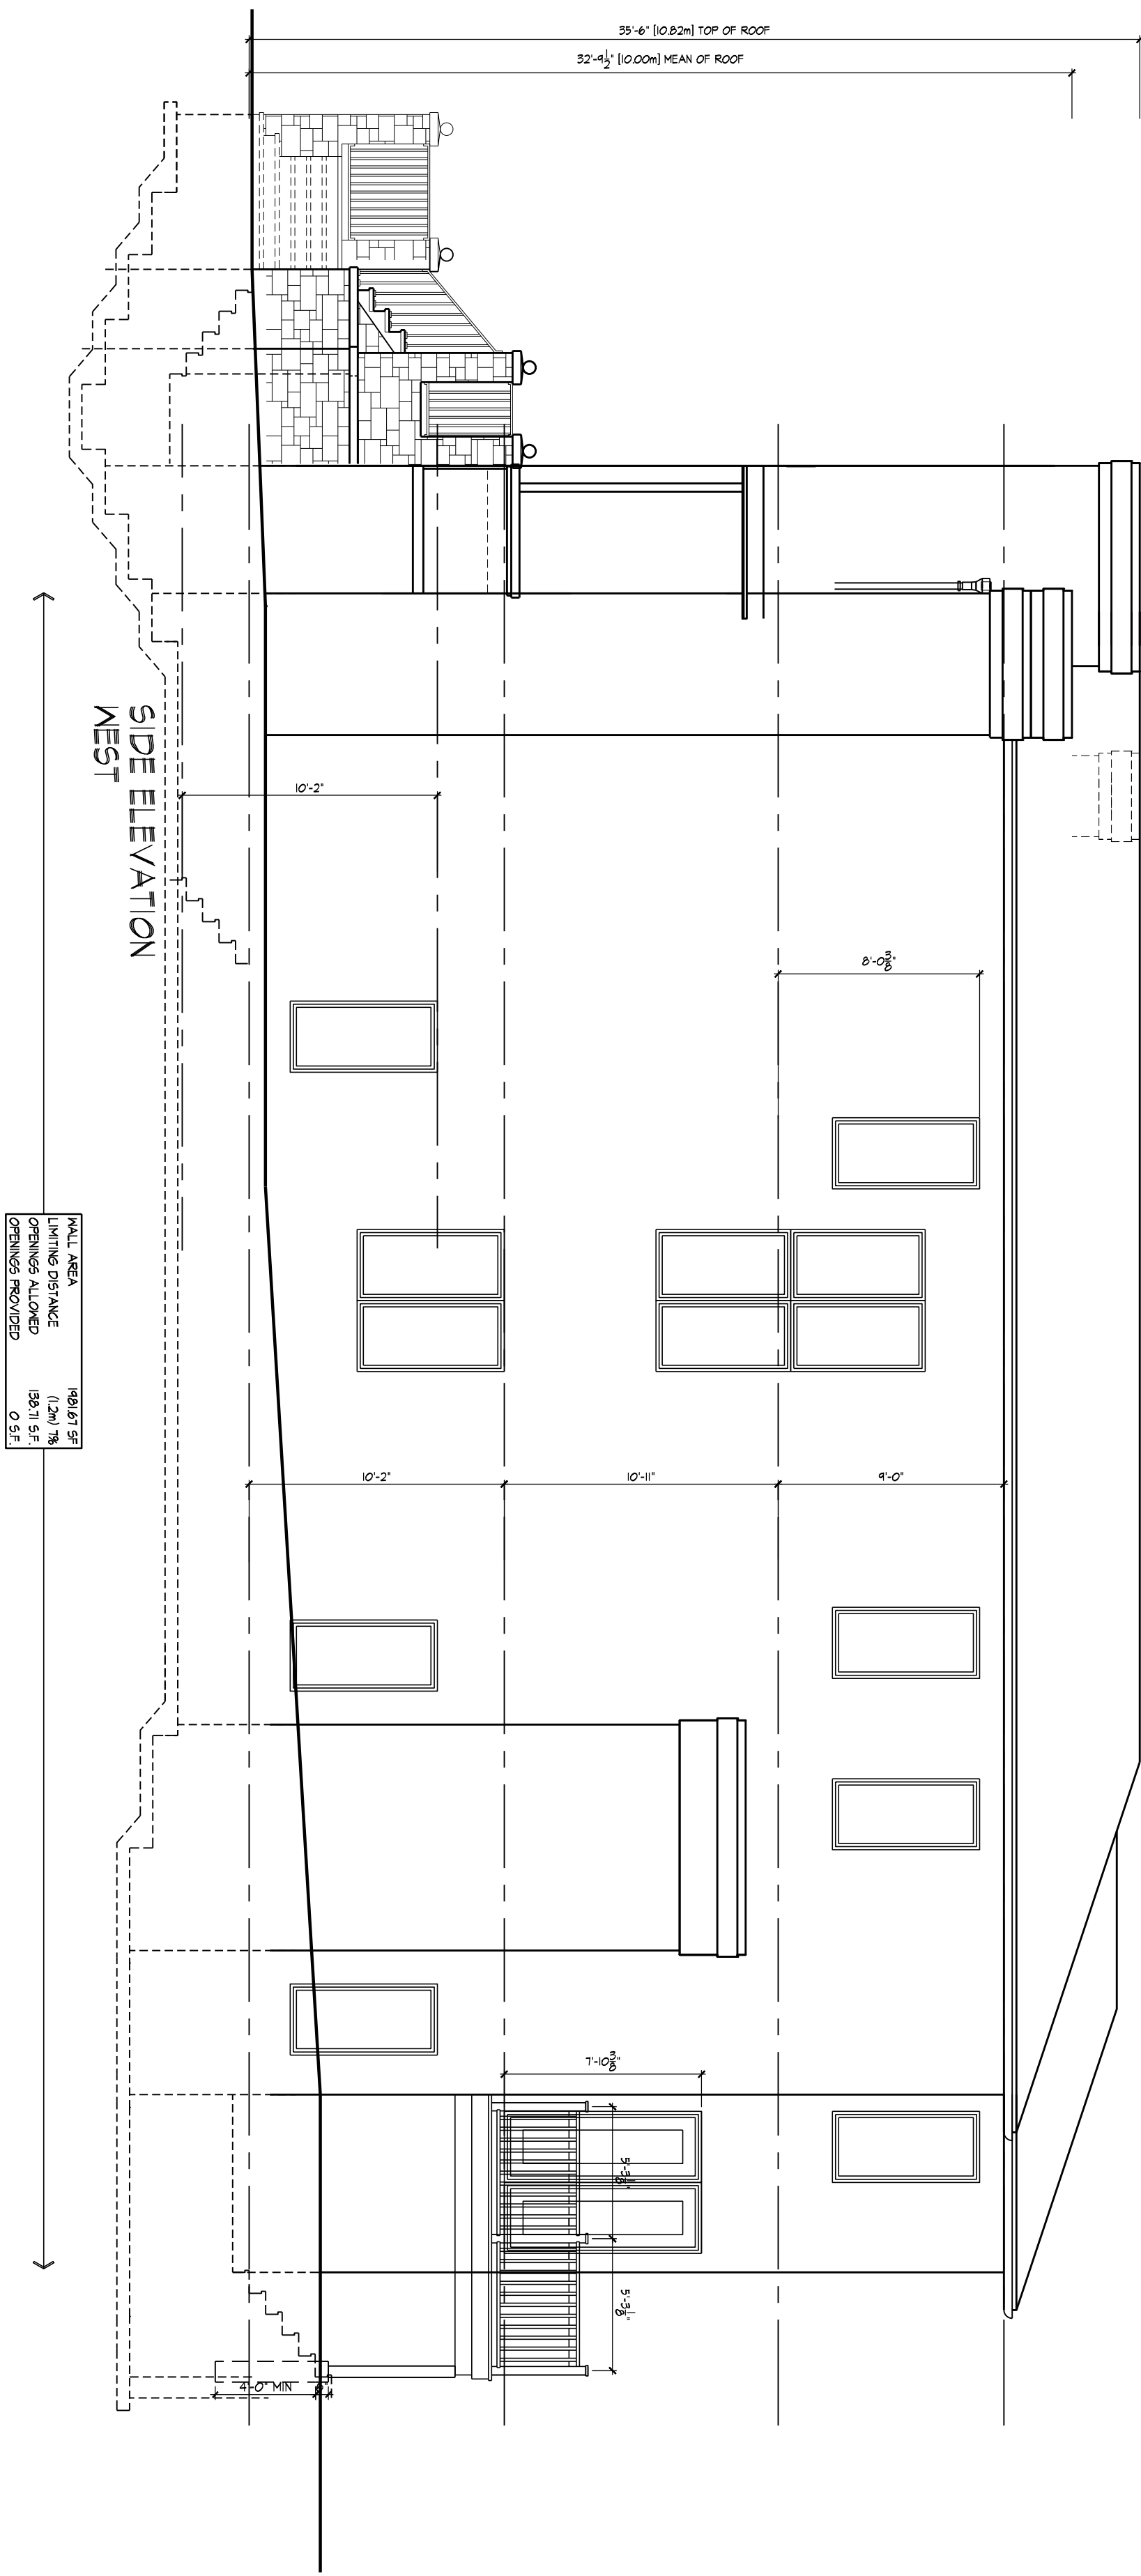 35'-6" [10.82m] TOP OF ROOF
32'-9½" [10.00m] MEAN OF ROOF
10'-2"
8'-0⅜"
10'-2"
10'-11"
9'-0"
7'-10⅜"
5'-3⅛"
5'-3⅛"
4'-0" MIN
SIDE ELEVATION
WEST
WALL AREA 1981.67 SF
LIMITING DISTANCE (1.2m) 7%
OPENINGS ALLOWED 138.71 S.F.
OPENINGS PROVIDED 0 S.F.